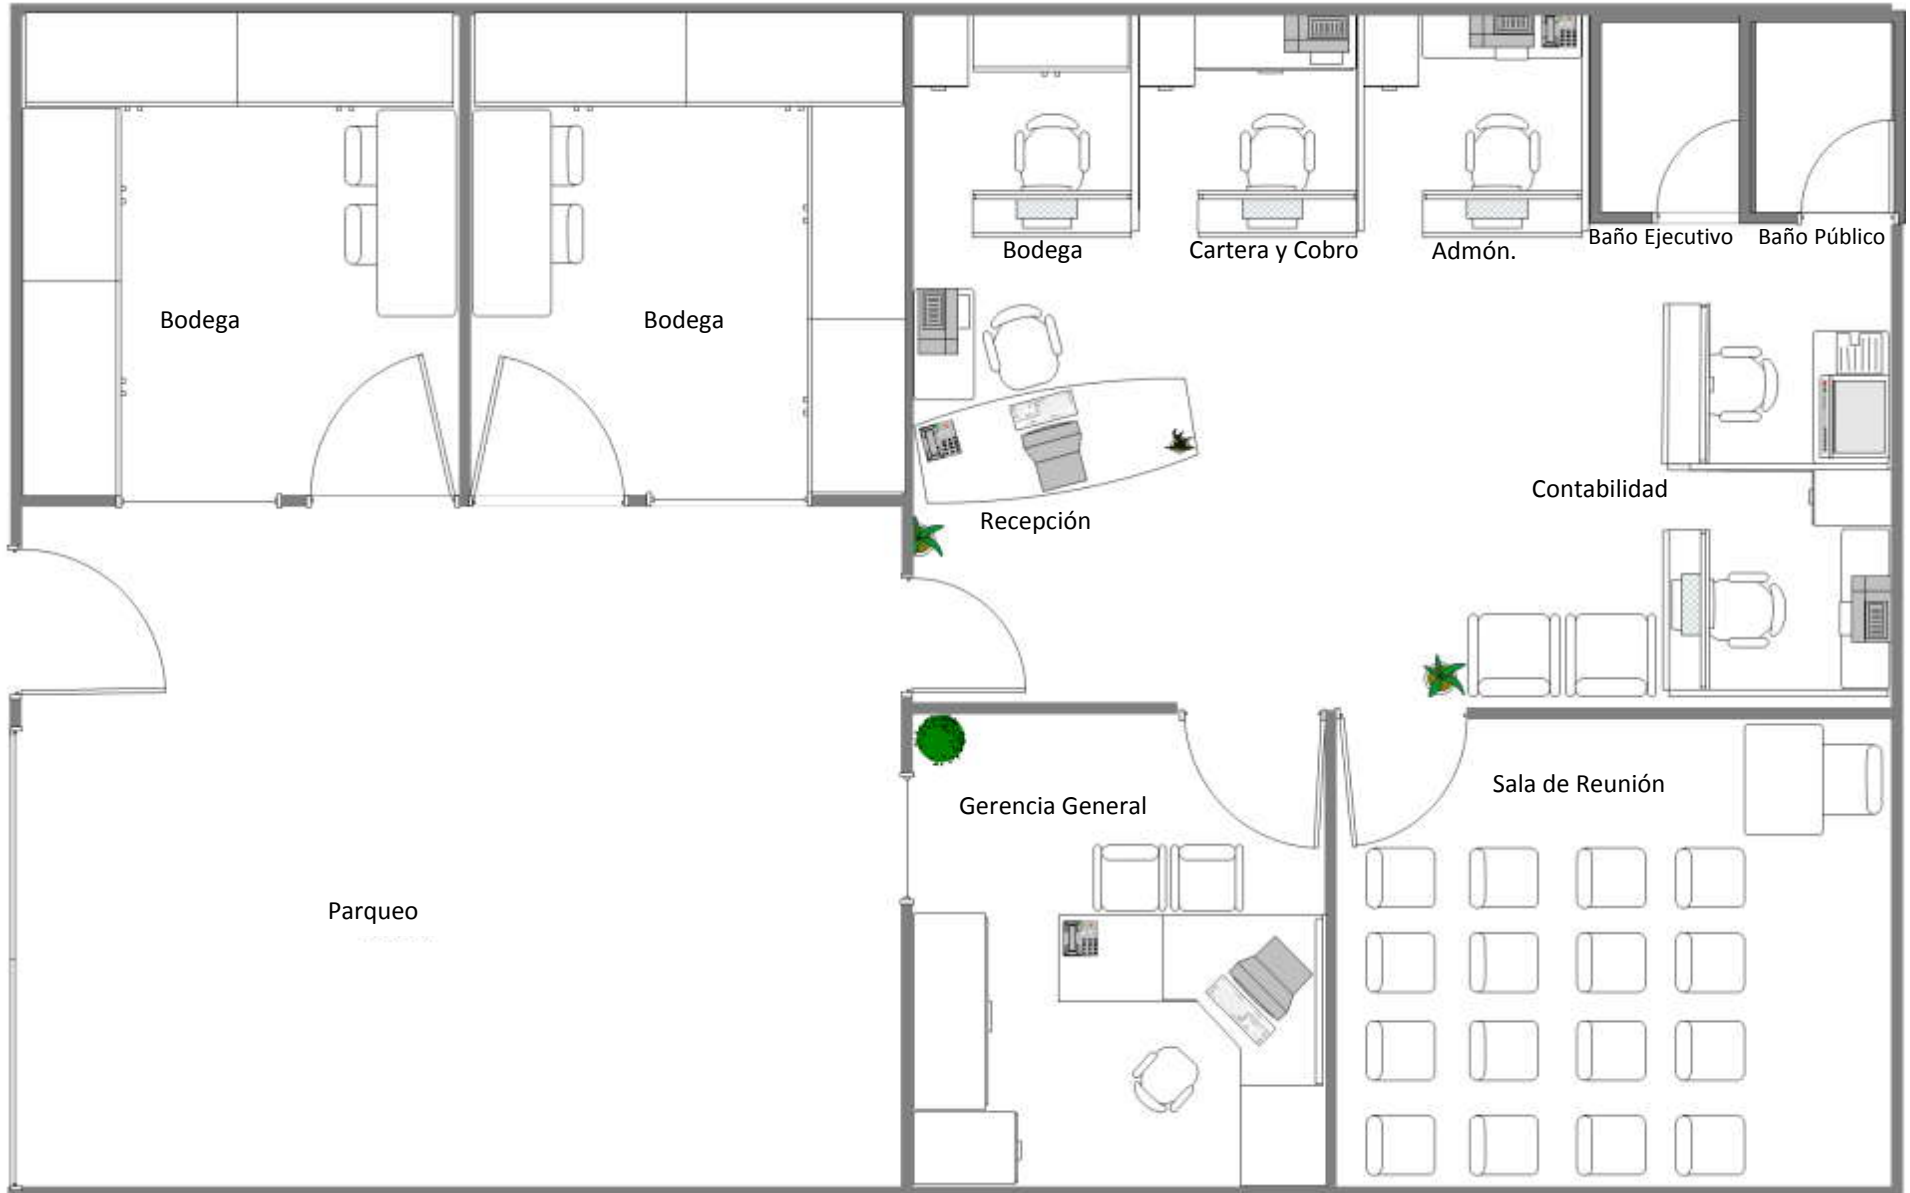 Bodega
Cartera y Cobro
Admón.
Baño Ejecutivo
Baño Público
Bodega
Bodega
Contabilidad
Recepción
Sala de Reunión
Gerencia General
Parqueo